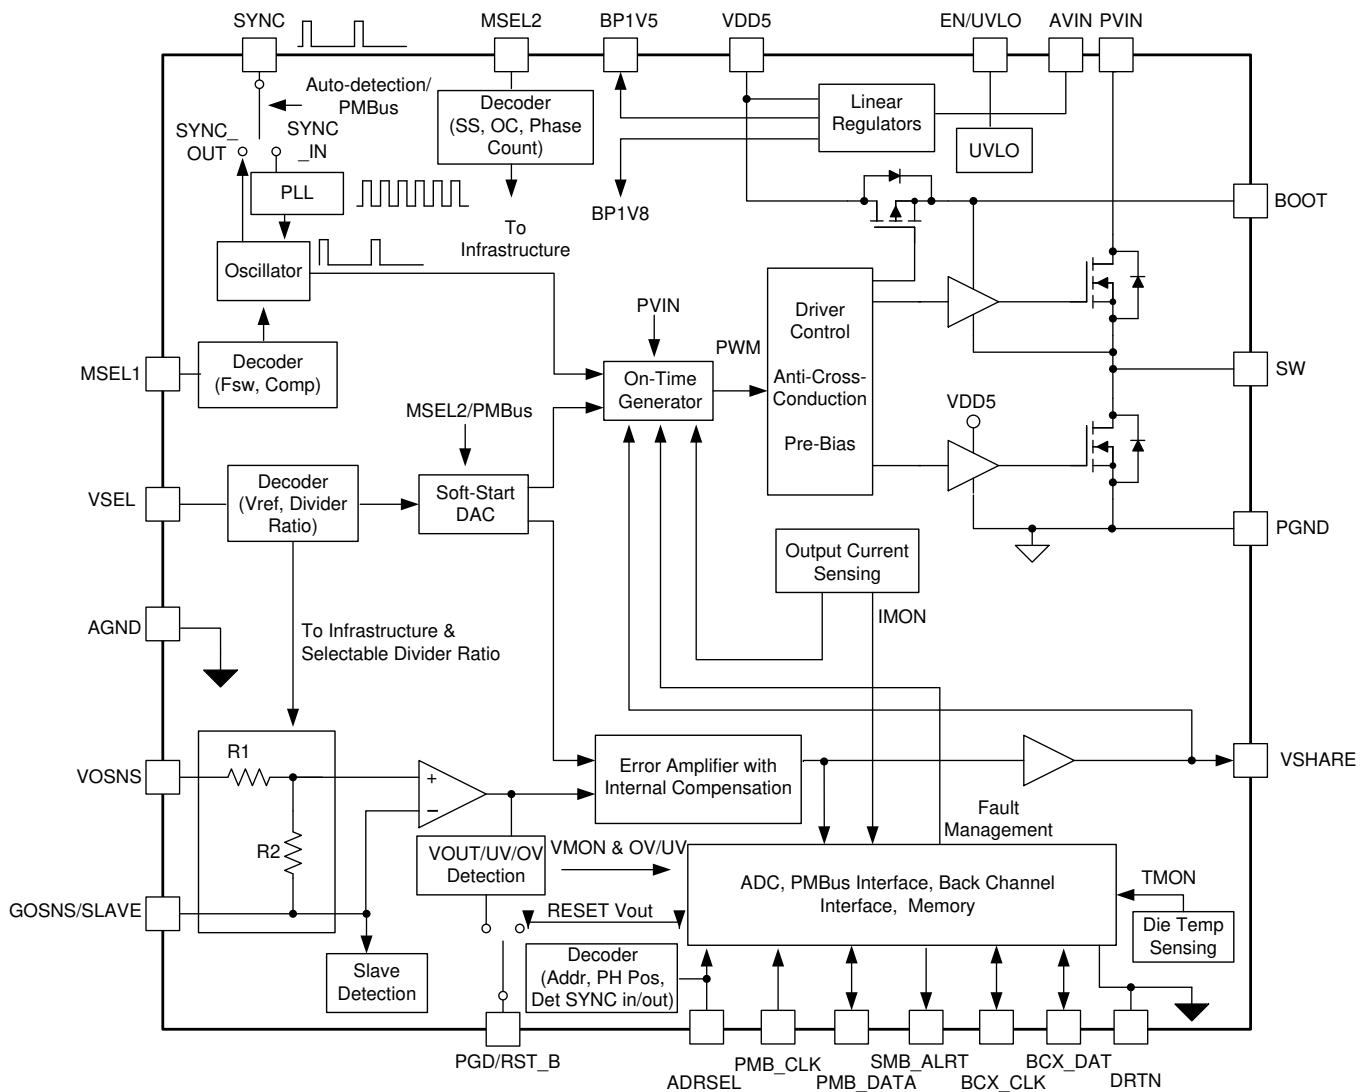 SYNC
MSEL2
BP1V5
VDD5
EN/UVLO
AVIN
PVIN
Auto-detection/
PMBus
SYNC_
OUT
SYNC
_IN
PLL
Decoder
(SS, OC, Phase
Count)
To
Infrastructure
BP1V8
Linear
Regulators
UVLO
BOOT
Oscillator
MSEL1
Decoder
(Fsw, Comp)
PVIN
On-Time
Generator
PWM
Driver
Control
Anti-Cross-
Conduction
Pre-Bias
VDD5
SW
MSEL2/PMBus
VSEL
Decoder
(Vref, Divider
Ratio)
Soft-Start
DAC
PGND
Output Current
Sensing
IMON
AGND
To Infrastructure &
Selectable Divider Ratio
VOSNS
R1
R2
+
−
Error Amplifier with
Internal Compensation
VSHARE
Fault
Management
VOUT/UV/OV
Detection
VMON & OV/UV
ADC, PMBus Interface, Back Channel
Interface, Memory
TMON
Die Temp
Sensing
GOSNS/SLAVE
RESET Vout
Slave
Detection
Decoder
(Addr, PH Pos,
Det SYNC in/out)
PGD/RST_B
ADRSEL
PMB_CLK
PMB_DATA
SMB_ALRT
BCX_CLK
BCX_DAT
DRTN